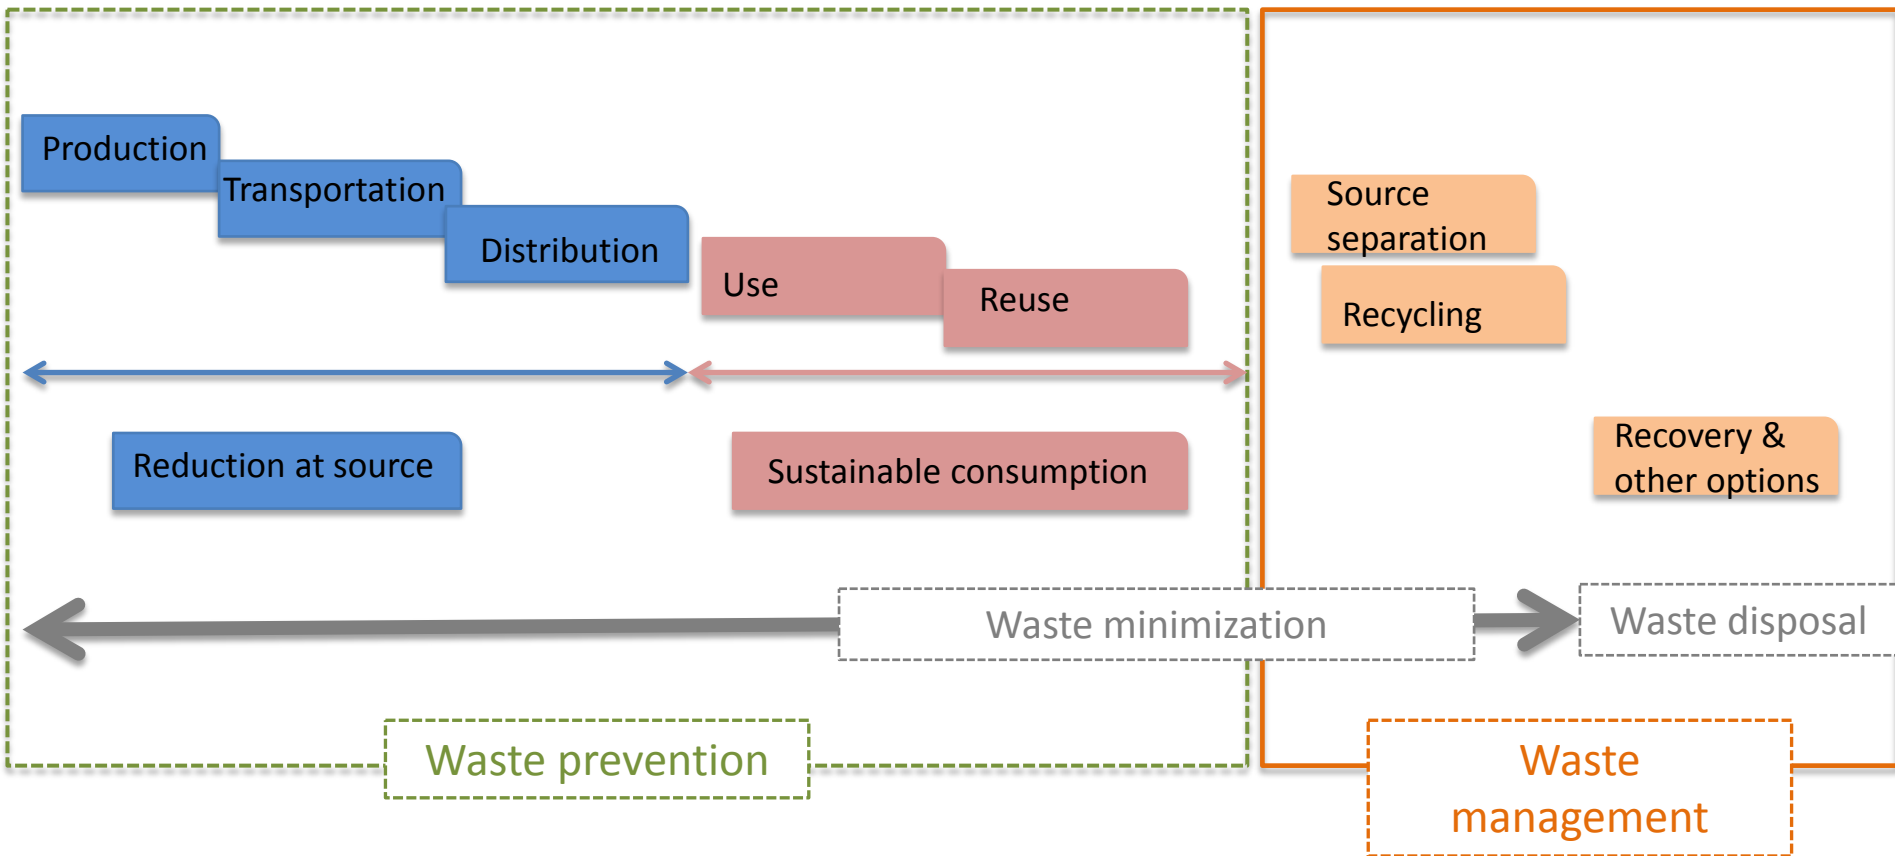 Production
Transportation
Distribution
Use
Reuse
Source
separation
Recycling
Reduction at source
Sustainable consumption
Recovery &
other options
Waste minimization
Waste disposal
Waste prevention
Waste
management